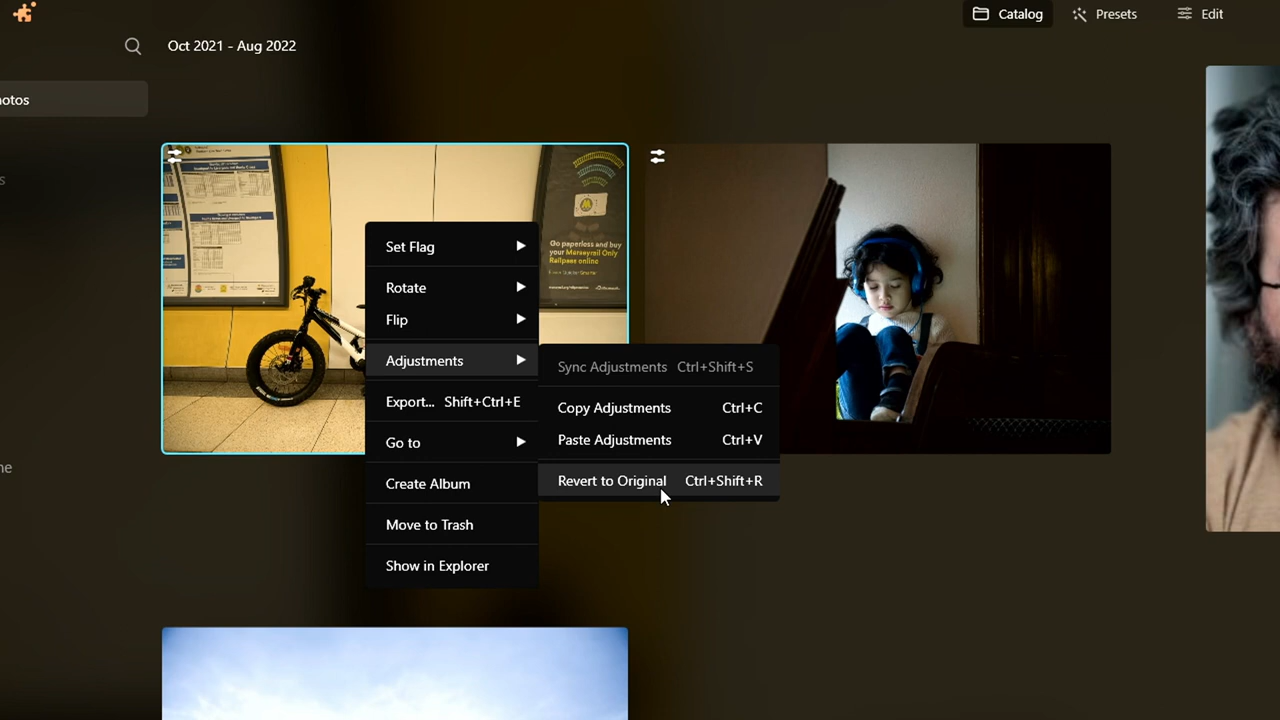 Catalog
Presets
Edit
Oct 2021 - Aug 2022
hotos
s
Go paperless and buy
your Merseyrail Only
Railpass online
Set Flag
Rotate
Flip
Adjustments
Sync Adjustments Ctrl+Shift+S
Export... Shift+Ctrl+E
Copy Adjustments Ctrl+C
Go to
Paste Adjustments Ctrl+V
ne
Create Album
Revert to Original Ctrl+Shift+R
Move to Trash
Show in Explorer